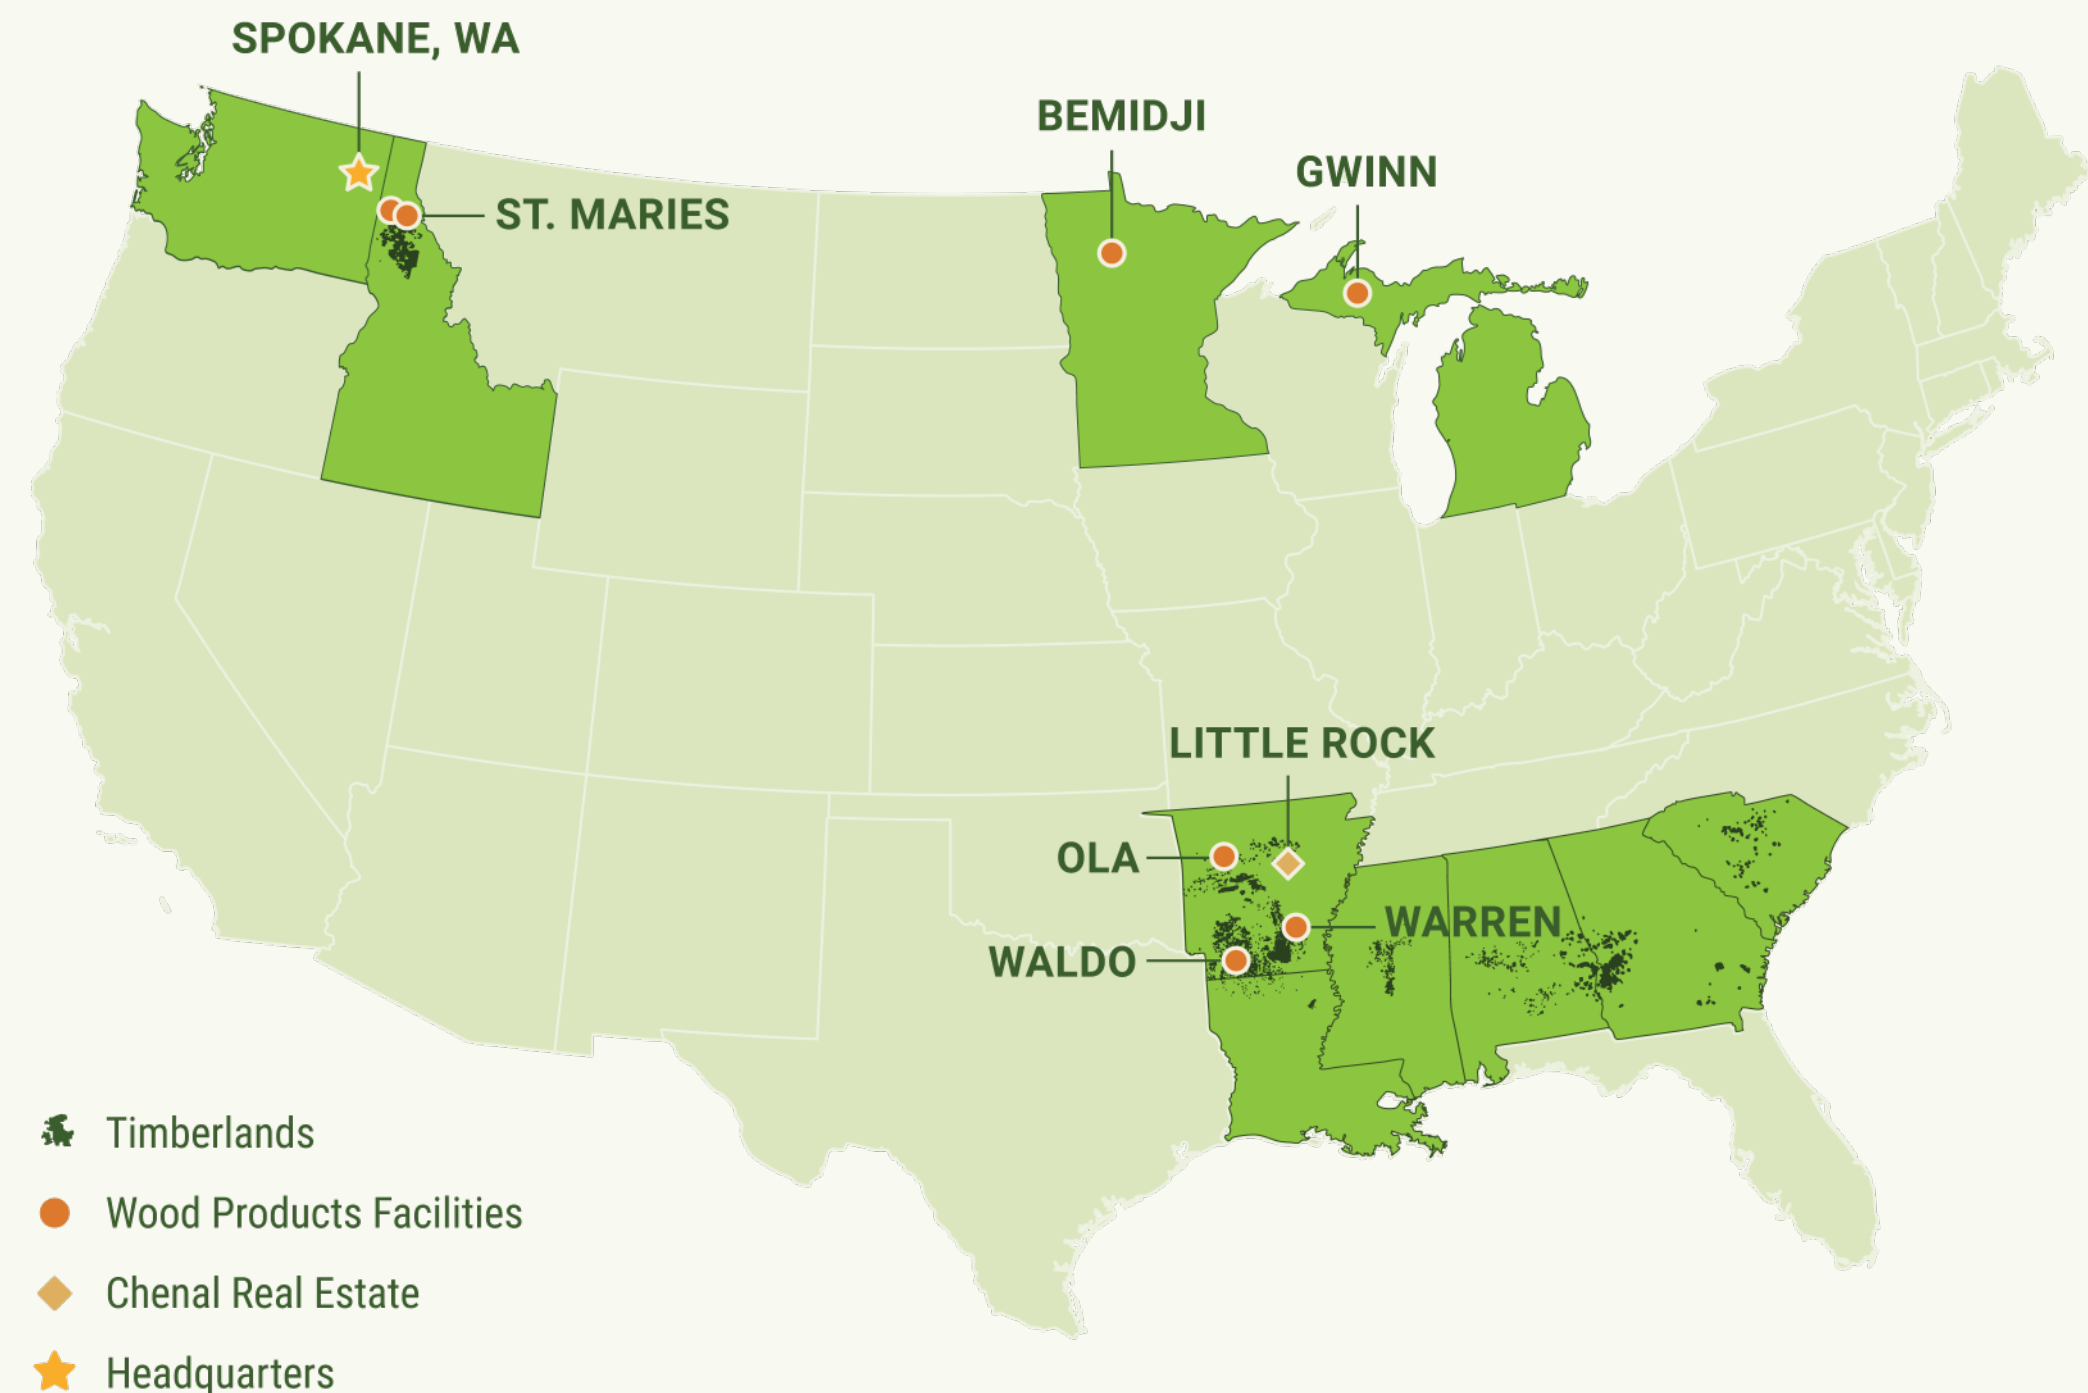 SPOKANE, WA
BEMIDJI
GWINN
ST. MARIES
LITTLE ROCK
OLA
WARREN
WALDO
Timberlands
Wood Products Facilities
Chenal Real Estate
Headquarters